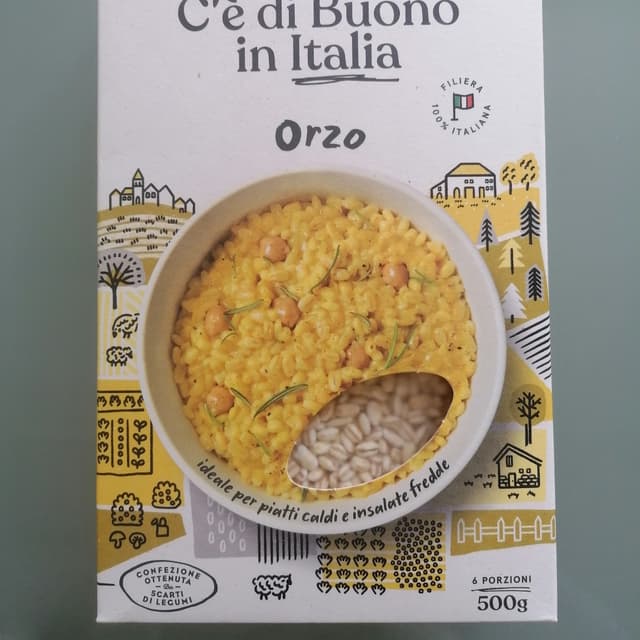 C'è di Buono
in Italia
FILIERA
100% ITALIANA
Orzo
ideale per piatti caldi e insalate fredde
CONFEZIONE
OTTENUTA
Da
SCARTI
DI LEGUMI
6 PORZIONI
500g